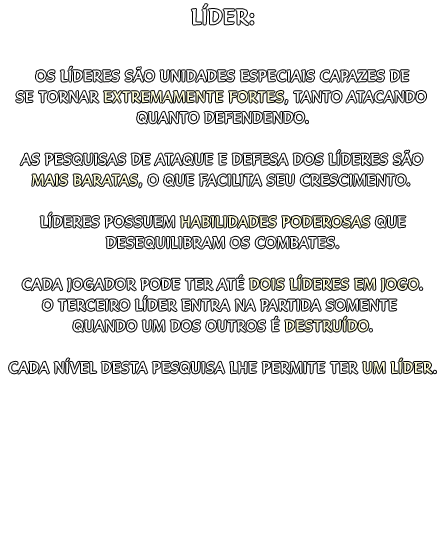 LÍDER:
OS LÍDERES SÃO UNIDADES ESPECIAIS CAPAZES DE
SE TORNAR EXTREMAMENTE FORTES, TANTO ATACANDO
QUANTO DEFENDENDO.
AS PESQUISAS DE ATAQUE E DEFESA DOS LÍDERES SÃO
MAIS BARATAS, O QUE FACILITA SEU CRESCIMENTO.
LÍDERES POSSUEM HABILIDADES PODEROSAS QUE
DESEQUILIBRAM OS COMBATES.
CADA JOGADOR PODE TER ATÉ DOIS LÍDERES EM JOGO.
O TERCEIRO LÍDER ENTRA NA PARTIDA SOMENTE
QUANDO UM DOS OUTROS É DESTRUÍDO.
CADA NÍVEL DESTA PESQUISA LHE PERMITE TER UM LÍDER.